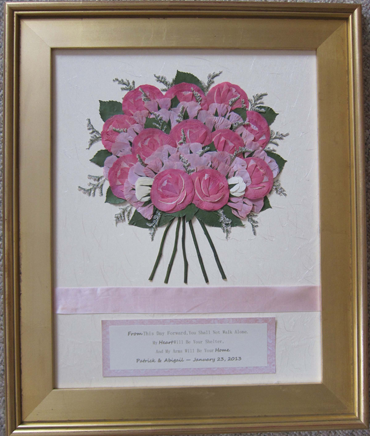 From This Day Forward You Shall Not Walk Alone.
My Heart Will Be Your Shelter,
And My Arms Will Be Your Home.
Patrick & Abigail ~ January 25, 2013